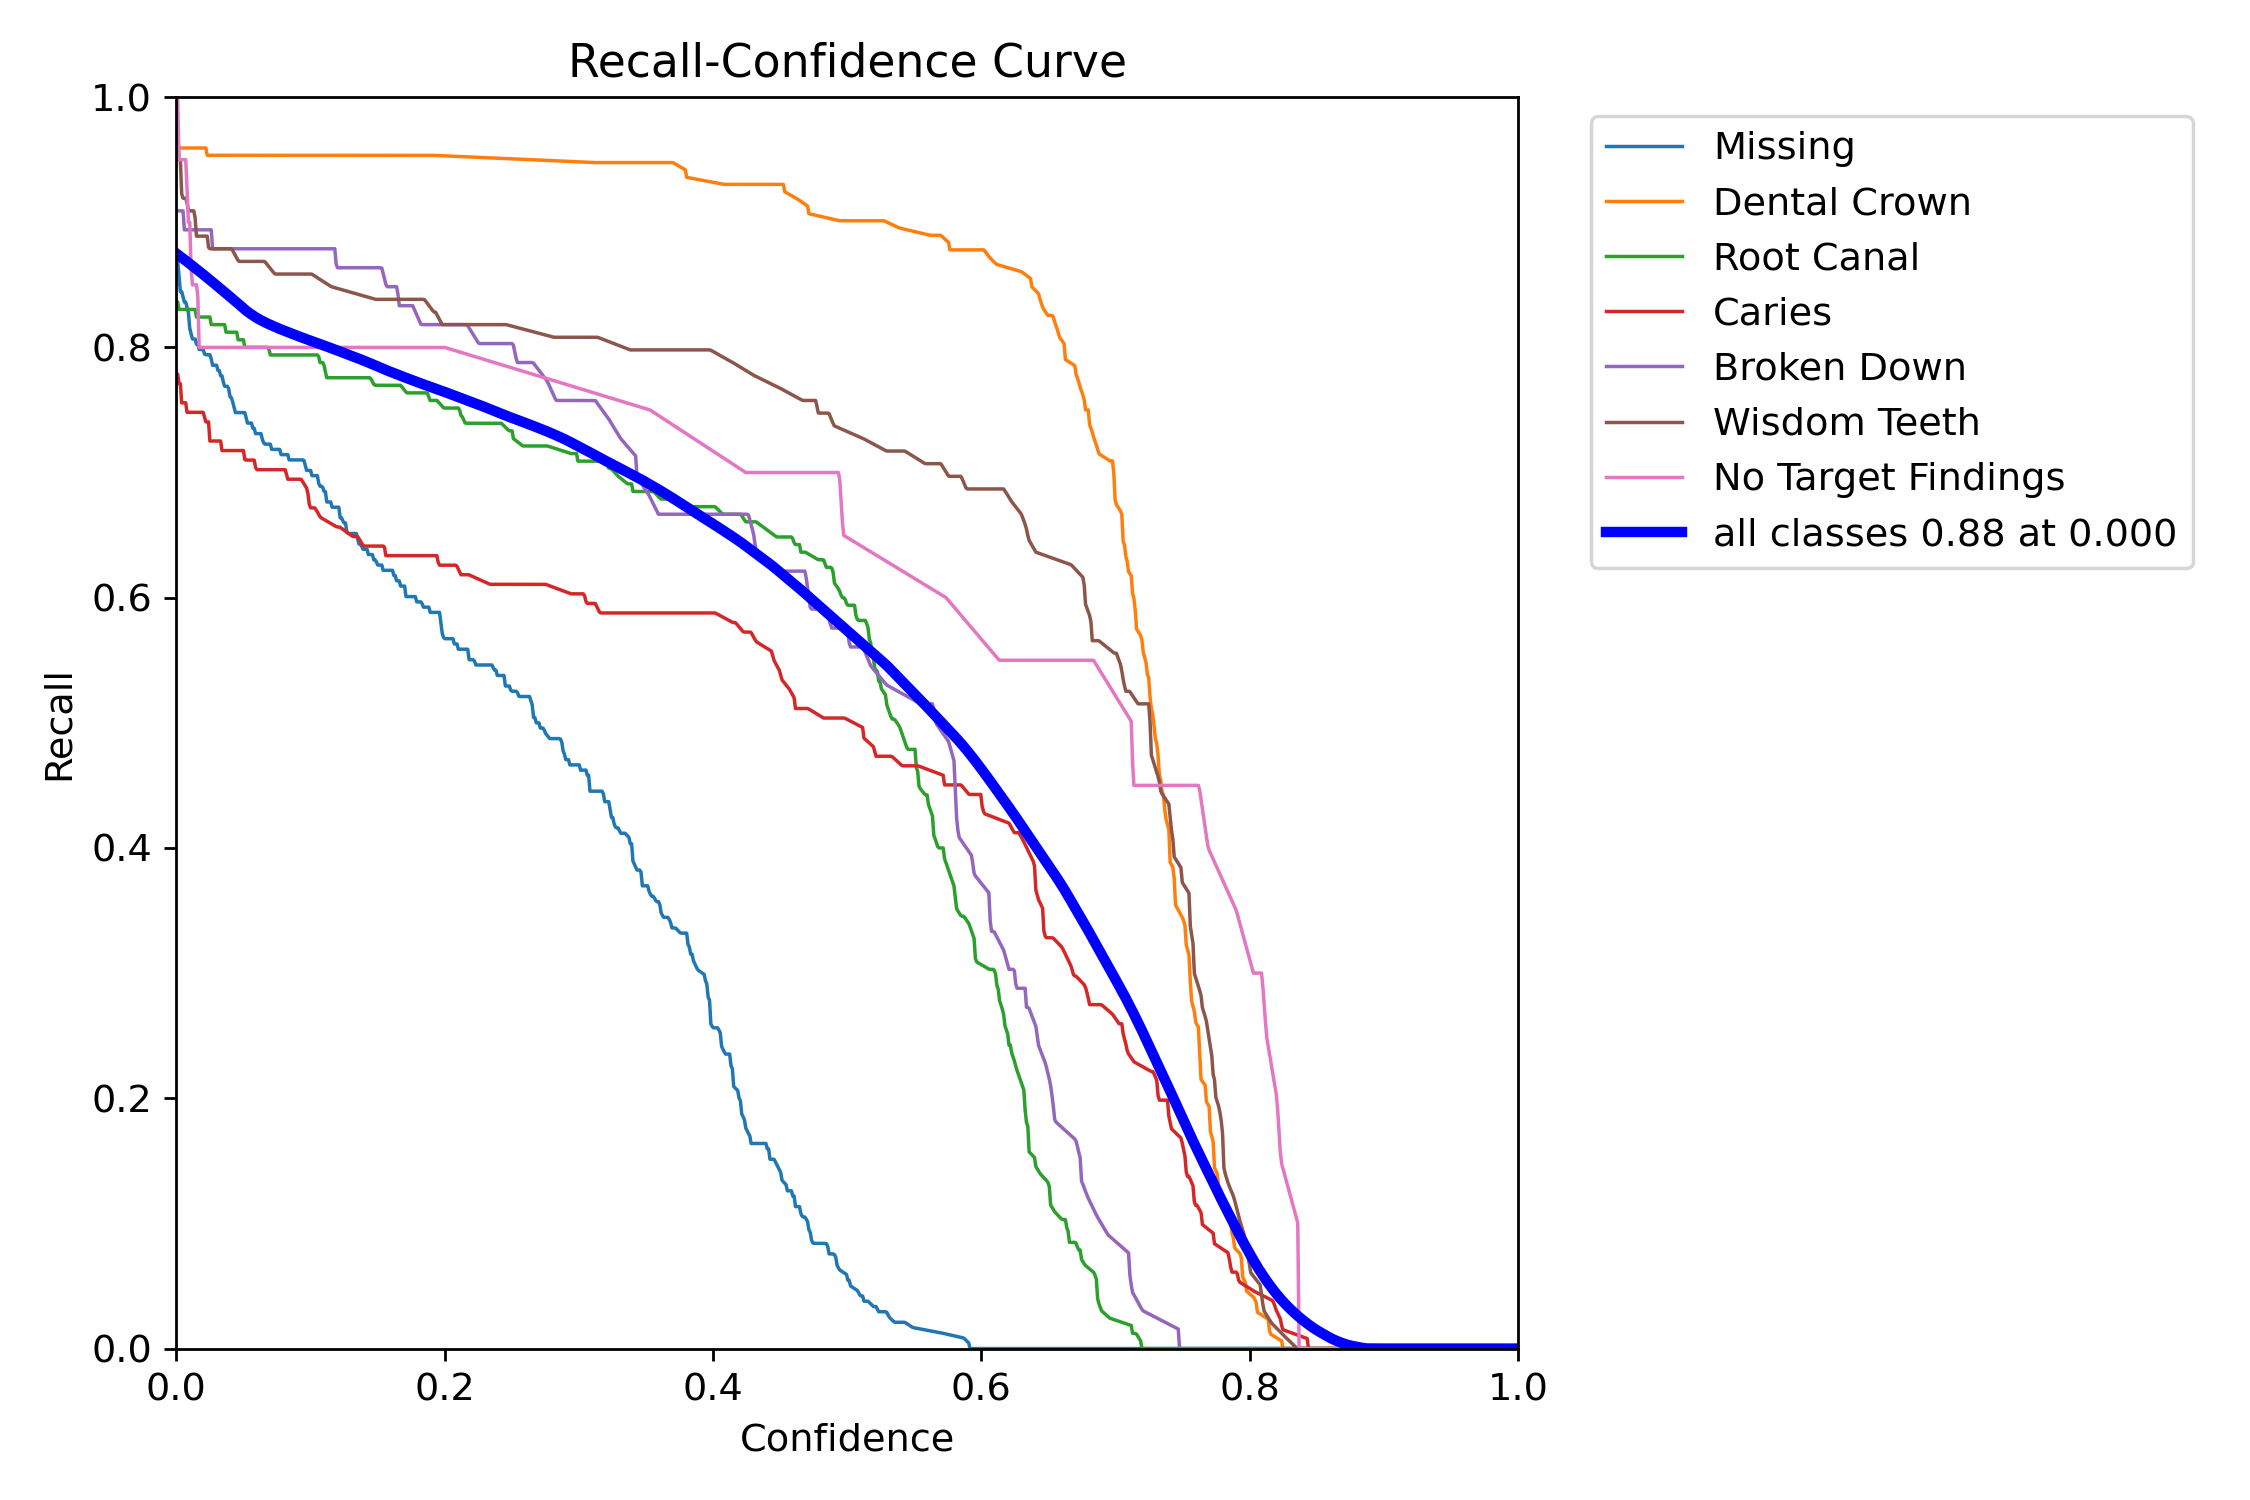 Recall-Confidence Curve
1.0
0.8
0.6
0.4
0.2
0.0
Recall
0.0 0.2 0.4 0.6 0.8 1.0
Confidence
Missing
Dental Crown
Root Canal
Caries
Broken Down
Wisdom Teeth
No Target Findings
all classes 0.88 at 0.000